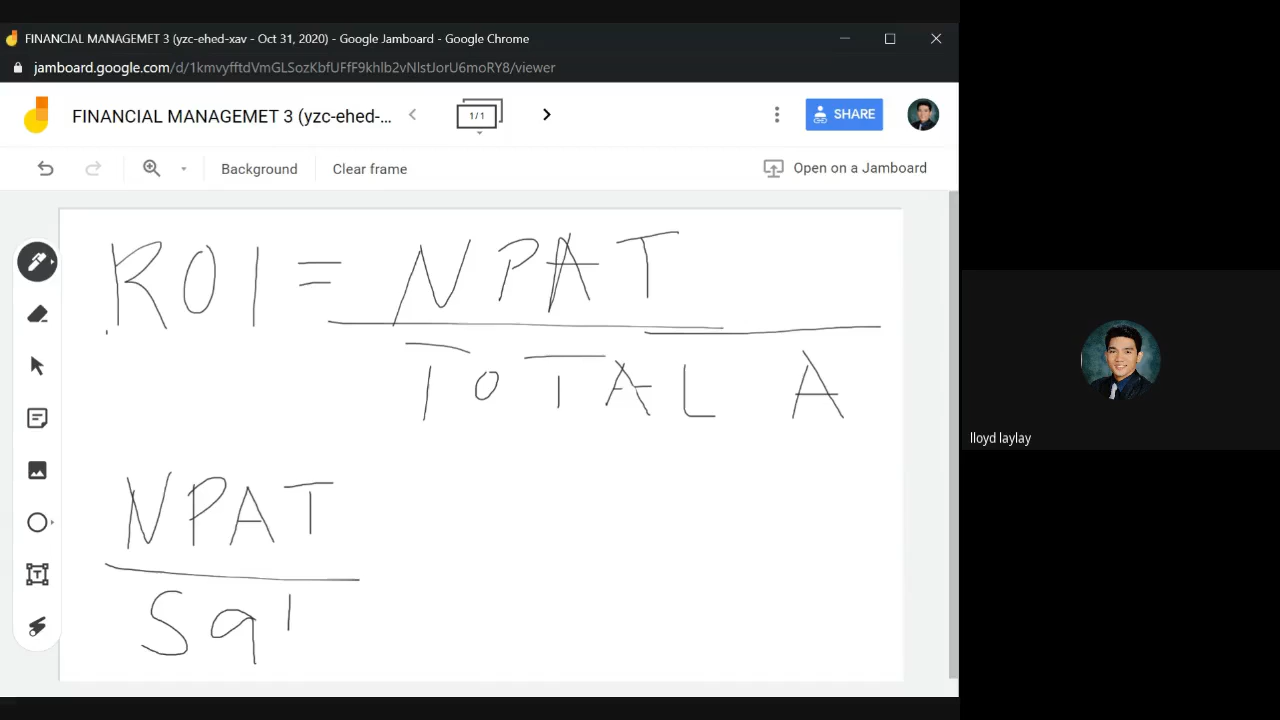 FINANCIAL MANAGEMET 3 (yzc-ehed-xav - Oct 31, 2020) - Google Jamboard - Google Chrome
jamboard.google.com/d/1kmvyfftdVmGLSozKbfUFfF9khlb2vNlstJorU6moRY8/viewer
FINANCIAL MANAGEMET 3 (yzc-ehed-...
1/1
SHARE
Background
Clear frame
Open on a Jamboard
ROI = NPAT
TOTAL A
NPAT
Sal
lloyd laylay